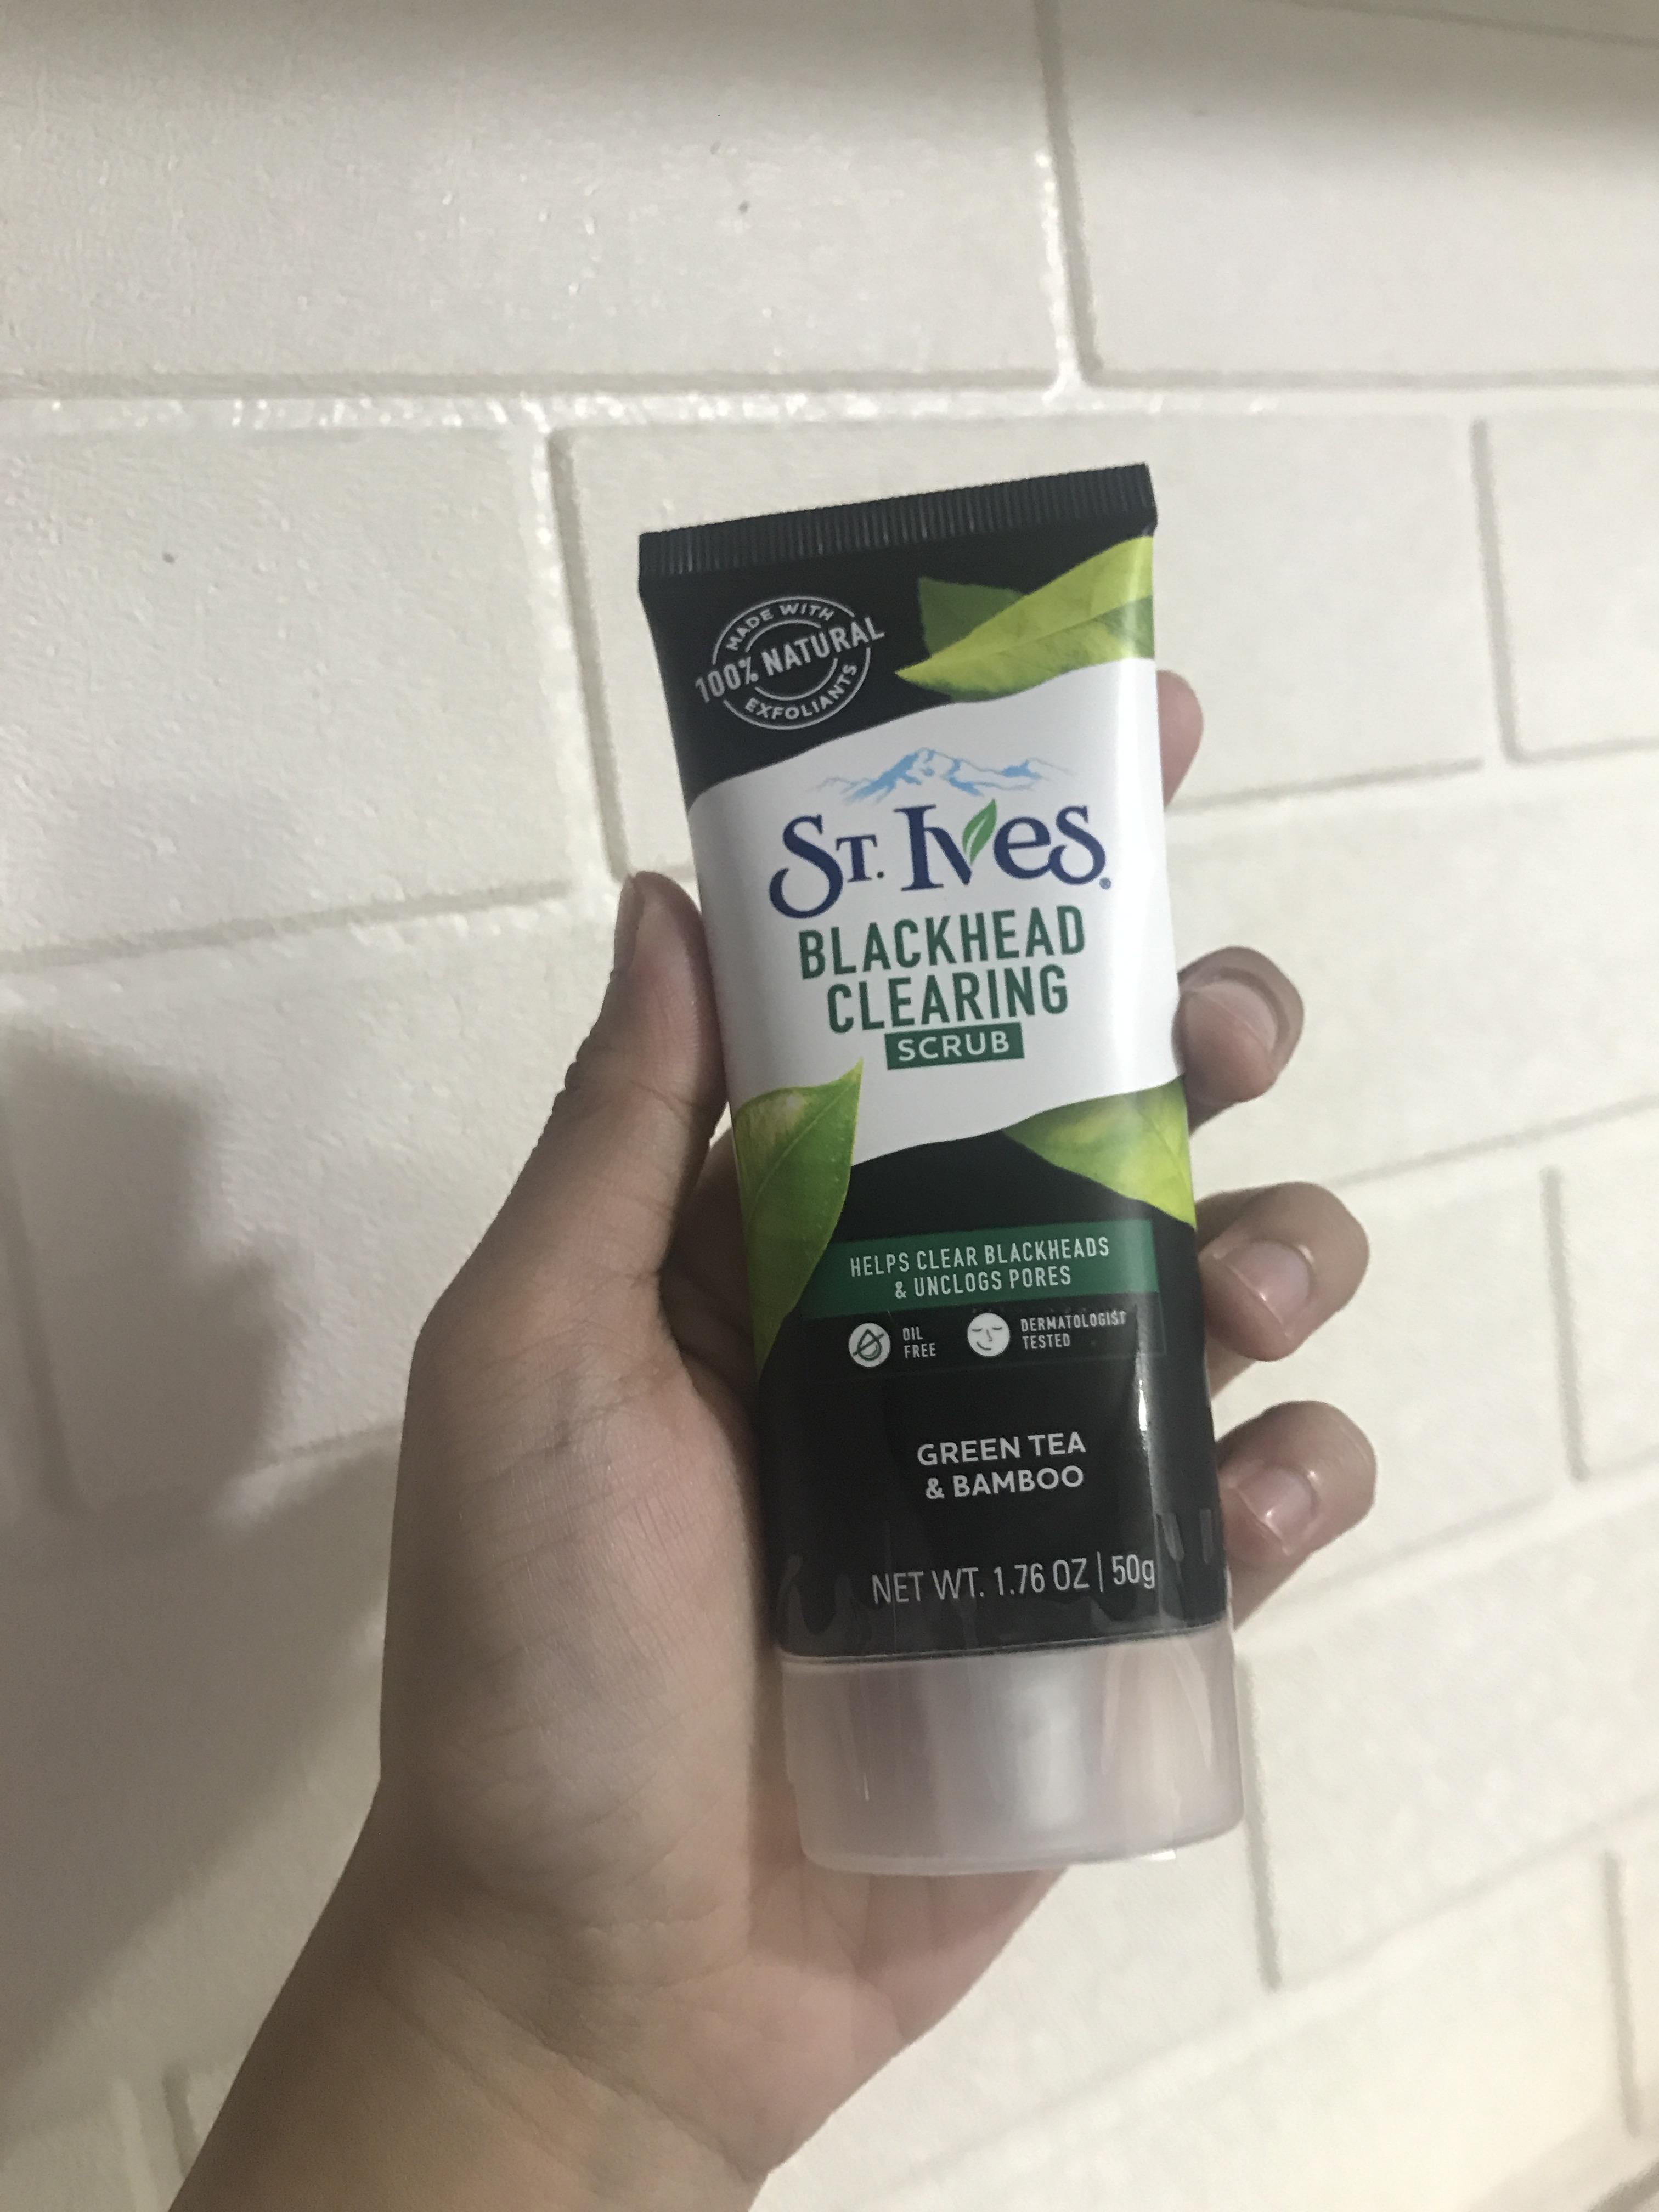 MADE WITH
100% NATURAL
EXFOLIANTS
ST. IVES®
BLACKHEAD
CLEARING
SCRUB
HELPS CLEAR BLACKHEADS
& UNCLOGS PORES
OIL
FREE
DERMATOLOGIST
TESTED
GREEN TEA
& BAMBOO
NET WT. 1.76 OZ | 50g